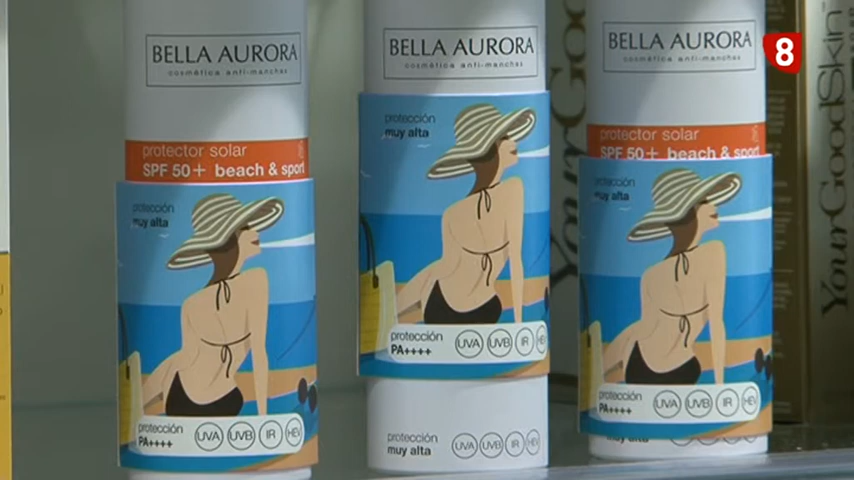 BELLA AURORA
cosmética anti-manchas
protector solar
SPF 50+ beach & sport
protección
muy alta
protección
PA++++
UVA UVB IR HEV
BELLA AURORA
cosmética anti-manchas
protección
muy alta
protección
PA++++
UVA UVB IR HEV
protección
muy alta
UVA UVB IR HEV
BELLA AURORA
cosmética anti-manchas
protector solar
SPF 50+ beach & sport
protección
muy alta
protección
PA++++
UVA UVB IR HEV
muy alta
YourGoodSkin™
YourGoodSkin
8